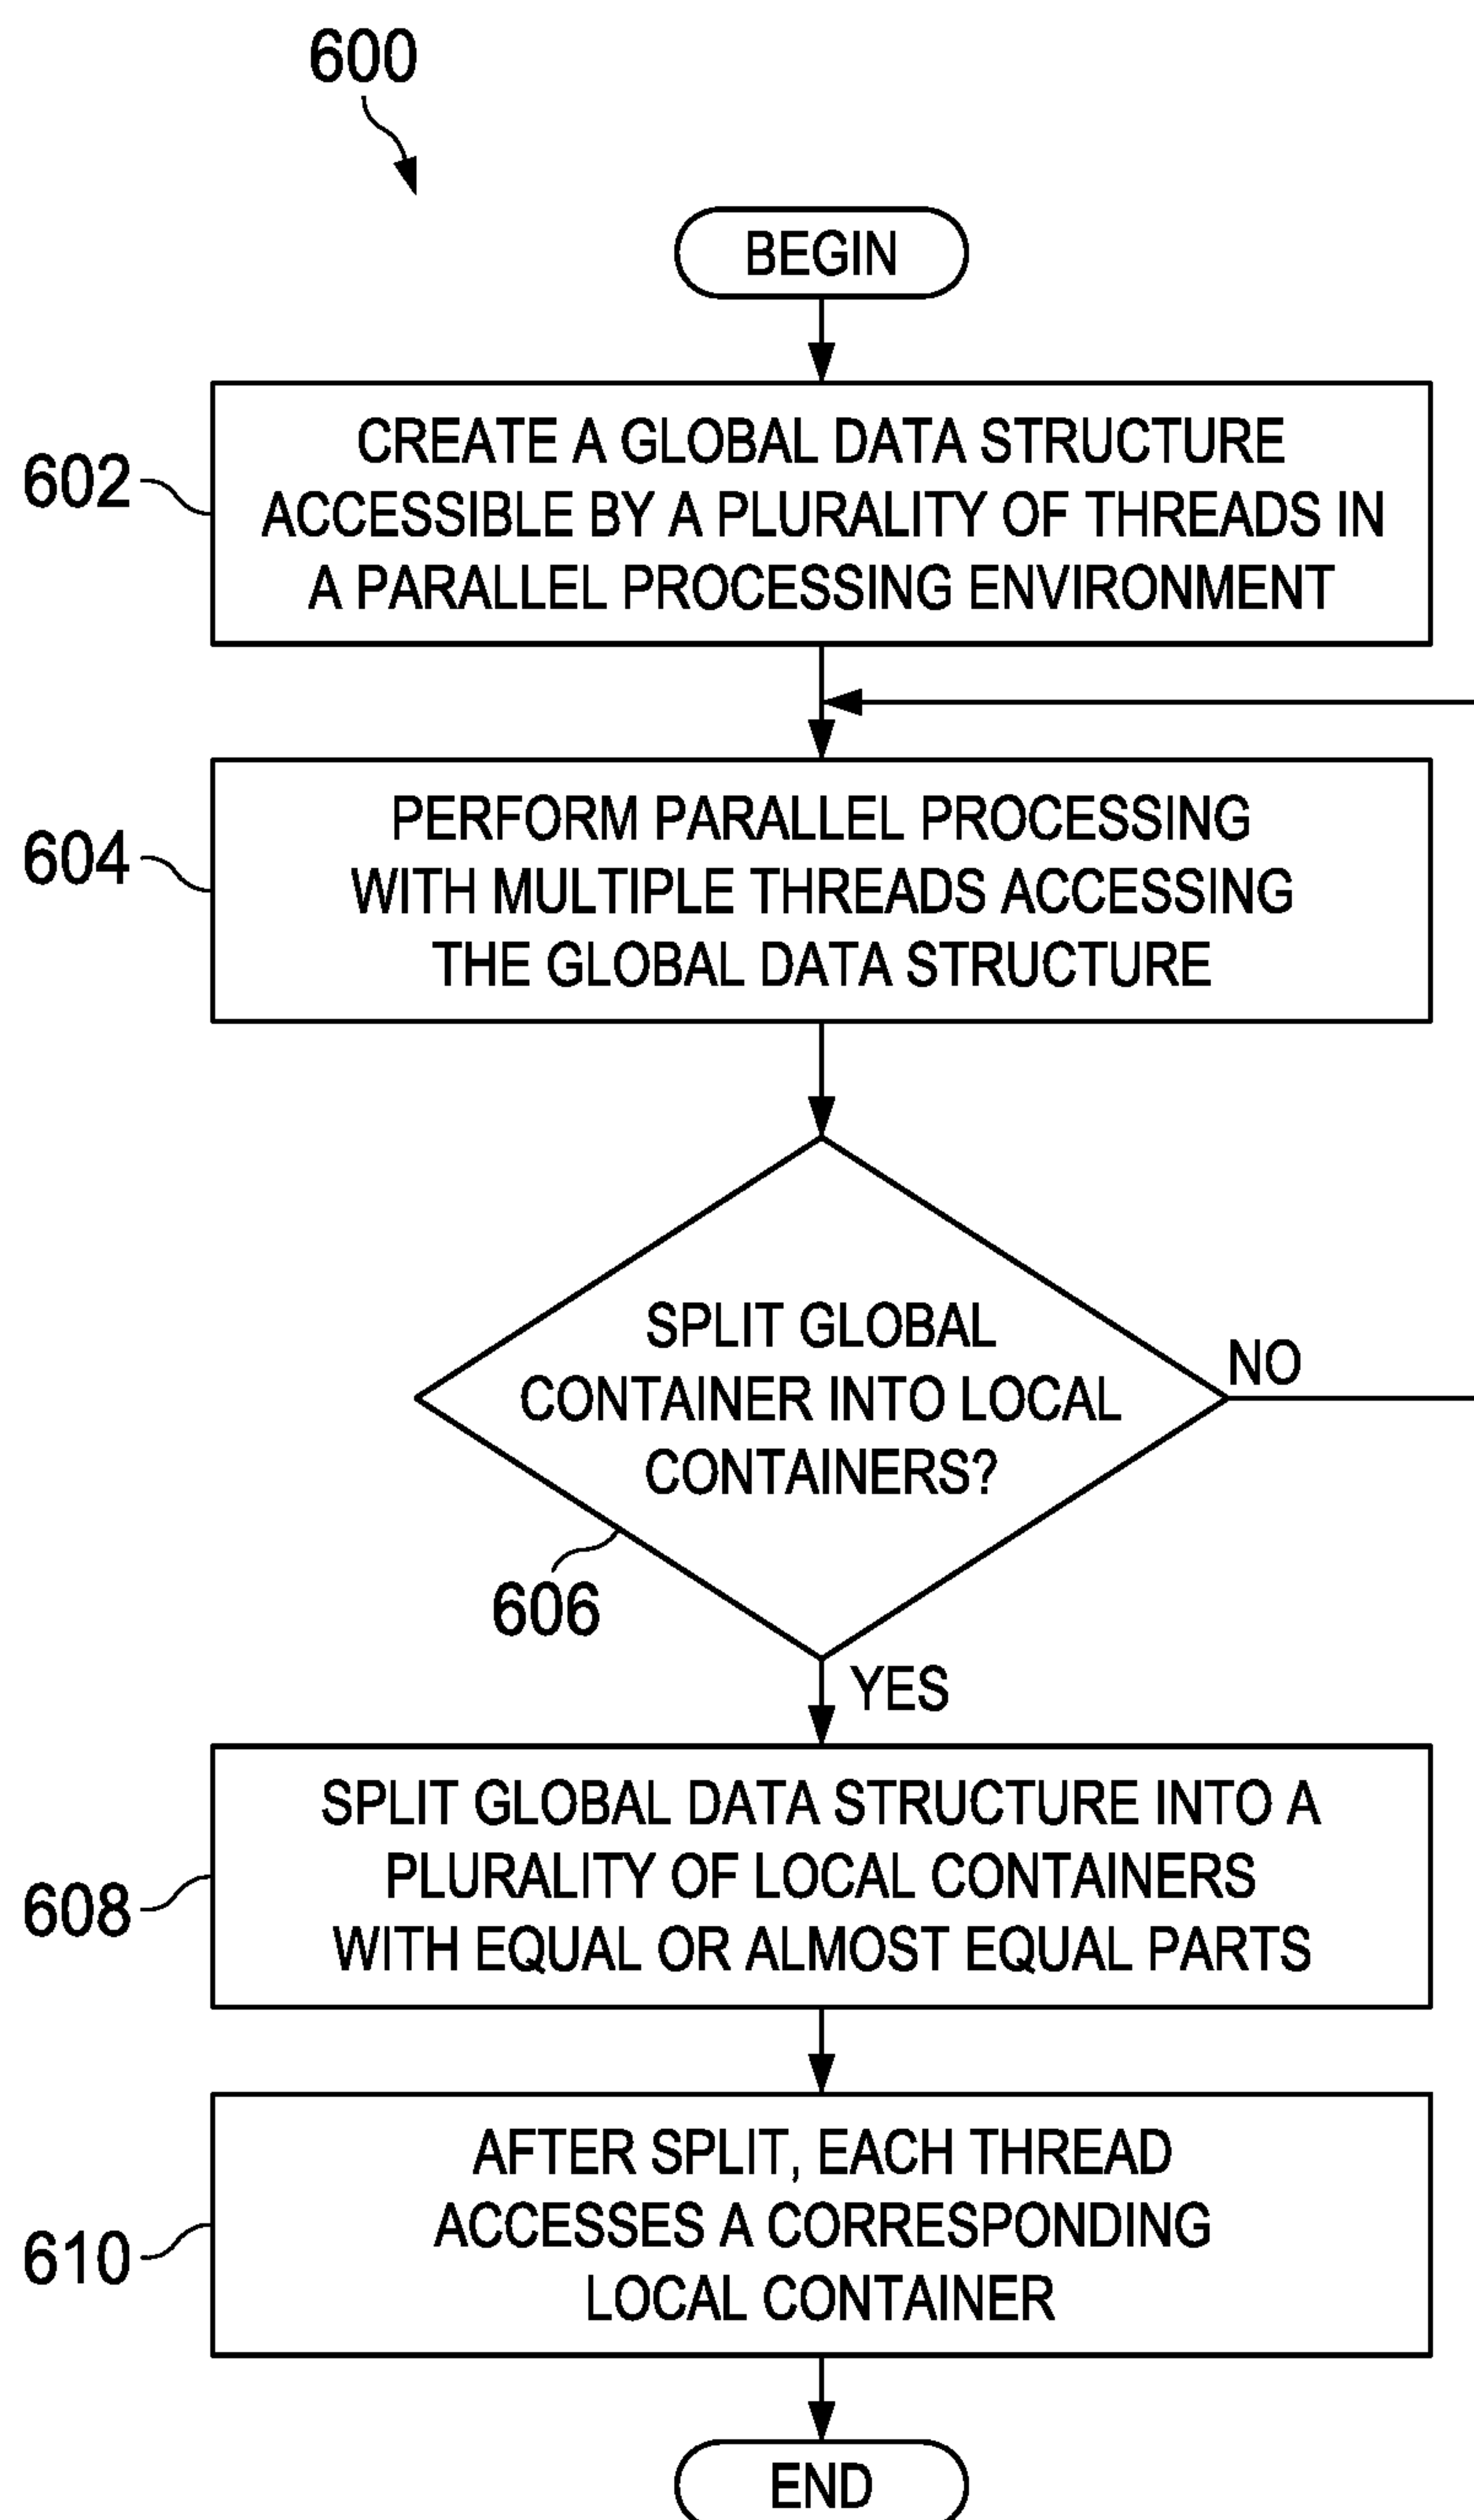 600
BEGIN
602
CREATE A GLOBAL DATA STRUCTURE
ACCESSIBLE BY A PLURALITY OF THREADS IN
A PARALLEL PROCESSING ENVIRONMENT
604
PERFORM PARALLEL PROCESSING
WITH MULTIPLE THREADS ACCESSING
THE GLOBAL DATA STRUCTURE
SPLIT GLOBAL
CONTAINER INTO LOCAL
CONTAINERS?
NO
606
YES
608
SPLIT GLOBAL DATA STRUCTURE INTO A
PLURALITY OF LOCAL CONTAINERS
WITH EQUAL OR ALMOST EQUAL PARTS
610
AFTER SPLIT, EACH THREAD
ACCESSES A CORRESPONDING
LOCAL CONTAINER
END